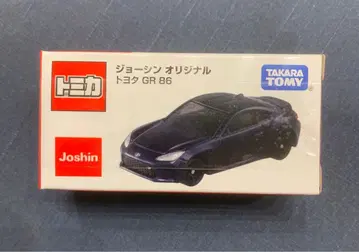 トミカ
ジョーシン オリジナル
トヨタ GR 86
TAKARA
TOMY
Joshin